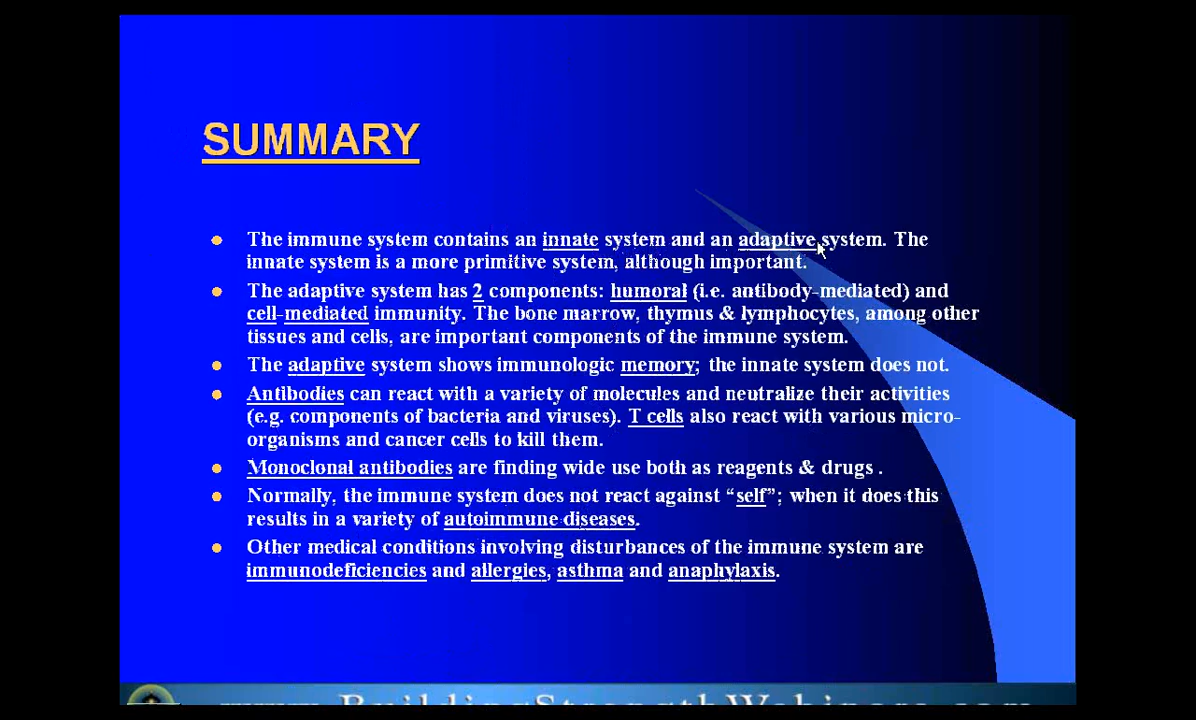 SUMMARY
The immune system contains an innate system and an adaptive system. The
innate system is a more primitive system, although important.
The adaptive system has 2 components: humoral (i.e. antibody-mediated) and
cell-mediated immunity. The bone marrow, thymus & lymphocytes, among other
tissues and cells, are important components of the immune system.
The adaptive system shows immunologic memory; the innate system does not.
Antibodies can react with a variety of molecules and neutralize their activities
(e.g. components of bacteria and viruses). T cells also react with various micro-
organisms and cancer cells to kill them.
Monoclonal antibodies are finding wide use both as reagents & drugs .
Normally, the immune system does not react against “self”; when it does this
results in a variety of autoimmune diseases.
Other medical conditions involving disturbances of the immune system are
immunodeficiencies and allergies, asthma and anaphylaxis.
www.BuildingStrengthWebinars.com